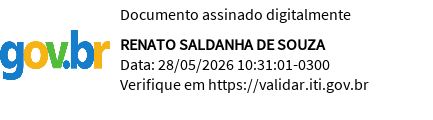 Documento assinado digitalmente
gov.br
RENATO SALDANHA DE SOUZA
Data: 28/05/2026 10:31:01-0300
Verifique em https://validar.iti.gov.br